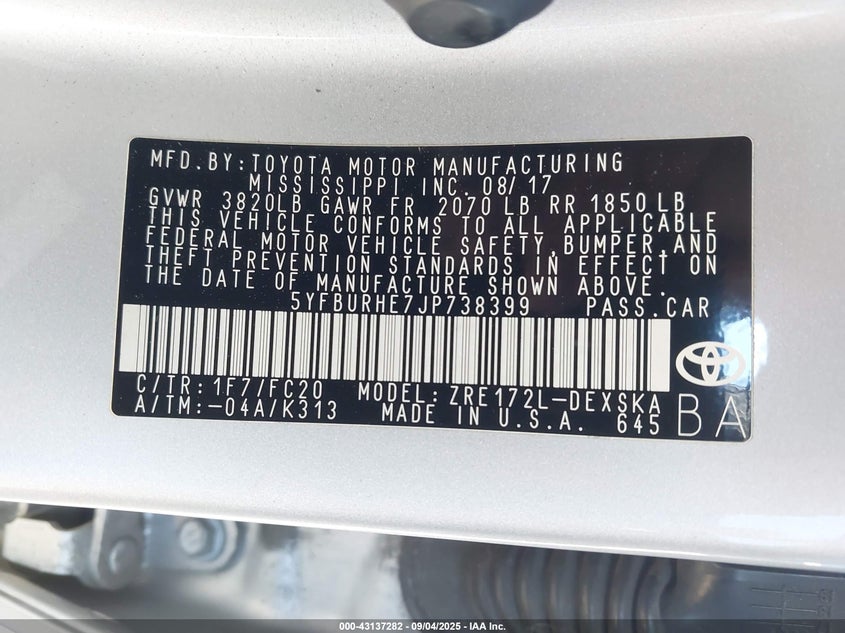 MFD.BY:TOYOTA MOTOR MANUFACTURING
MISSISSIPPI INC. 08/17
GVWR 3820LB GAWR FR 2070 LB RR 1850 LB
THIS VEHICLE CONFORMS TO ALL APPLICABLE
FEDERAL MOTOR VEHICLE SAFETY,BUMPER,AND
THEFT PREVENTION STANDARDS IN EFFECT ON
THE DATE OF MANUFACTURE SHOWN ABOVE.
5YFBURHE7JP738399 PASS.CAR
C/TR:1F7/FC20 MODEL:ZRE172L-DEXSKA
A/TM:-04A/K313 MADE IN U.S.A. 645 BA
000-43137282 - 09/04/2025 - IAA Inc.